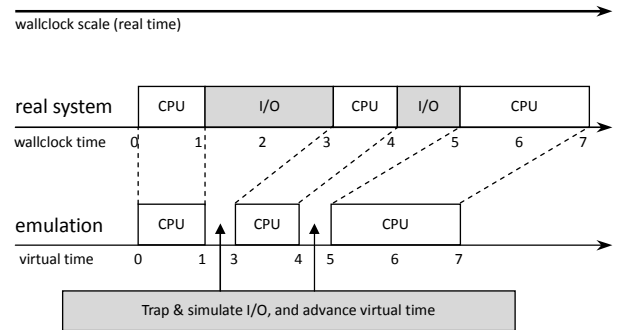 wallclock scale (real time)
real system
CPU I/O CPU I/O CPU
wallclock time 0 1 2 3 4 5 6 7
emulation
CPU CPU CPU
virtual time 0 1 3 4 5 6 7
Trap & simulate I/O, and advance virtual time